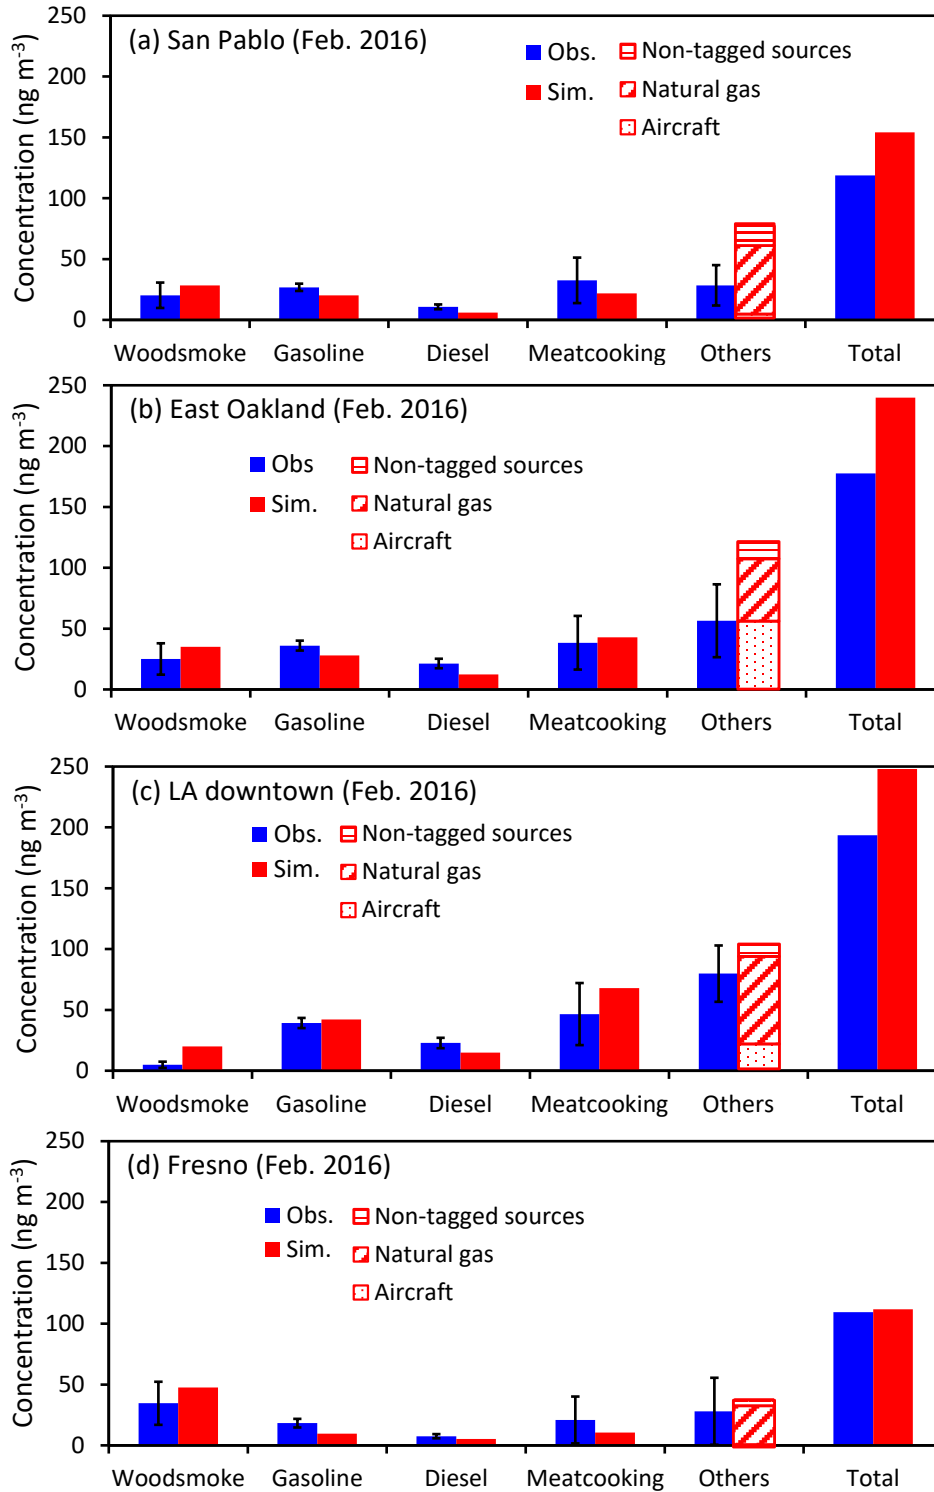 250
(a) San Pablo (Feb. 2016)
Obs.
Non-tagged sources
200
Sim.
Natural gas
150
Aircraft
100
50
0
Concentration (ng m-3)
Woodsmoke Gasoline Diesel Meatcooking Others Total
250
(b) East Oakland (Feb. 2016)
200
Obs
Non-tagged sources
Sim.
Natural gas
150
Aircraft
100
50
0
Concentration (ng m-3)
Woodsmoke Gasoline Diesel Meatcooking Others Total
250
(c) LA downtown (Feb. 2016)
200
Obs.
Non-tagged sources
Sim.
Natural gas
150
Aircraft
100
50
0
Concentration (ng m-3)
Woodsmoke Gasoline Diesel Meatcooking Others Total
250
(d) Fresno (Feb. 2016)
200
Obs.
Non-tagged sources
Sim.
Natural gas
150
Aircraft
100
50
0
Concentration (ng m-3)
Woodsmoke Gasoline Diesel Meatcooking Others Total